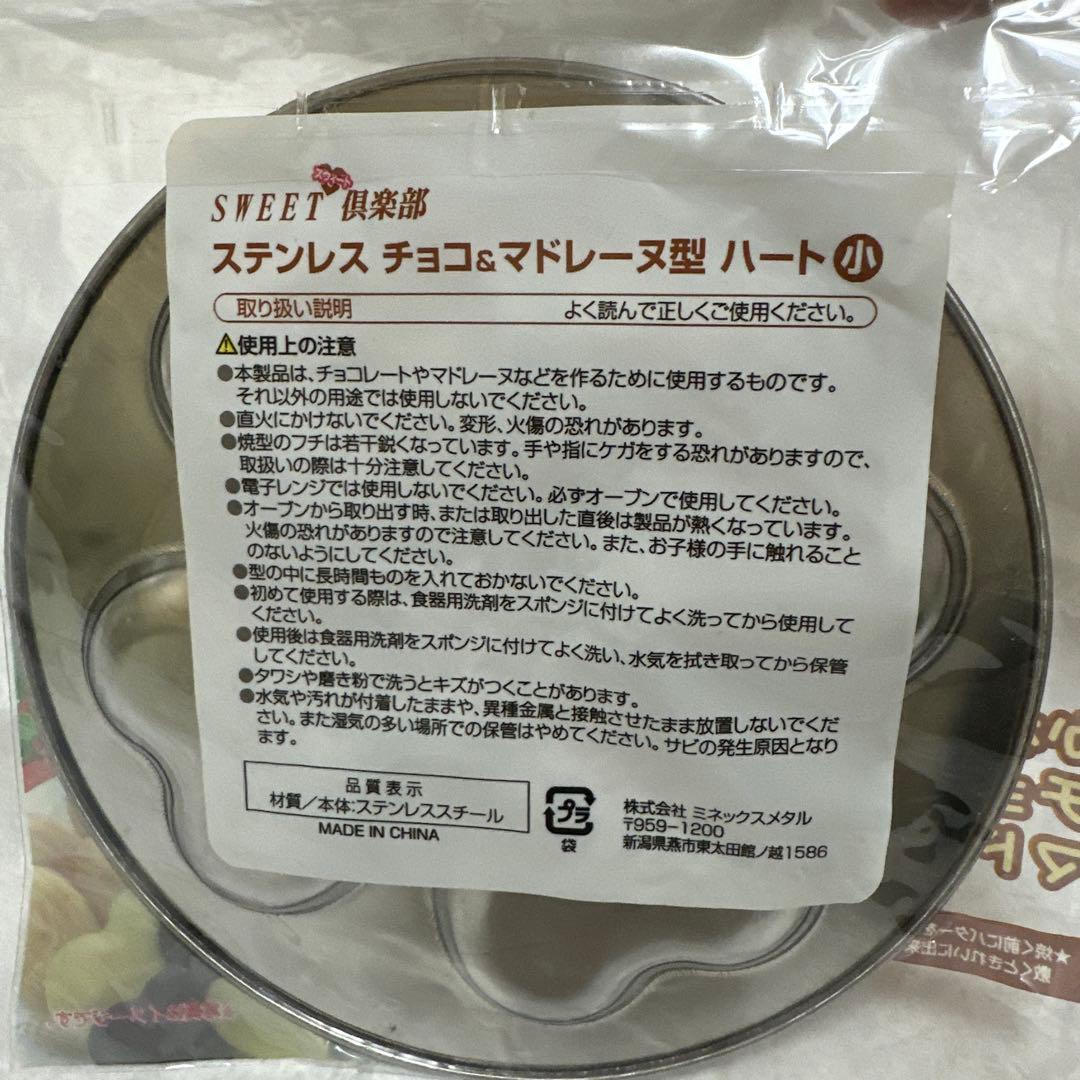 スウィート
SWEET 倶楽部
ステンレス チョコ&マドレーヌ型 ハート 小
取り扱い説明 よく読んで正しくご使用ください。
⚠使用上の注意
●本製品は、チョコレートやマドレーヌなどを作るために使用するものです。
それ以外の用途では使用しないでください。
●直火にかけないでください。変形、火傷の恐れがあります。
●焼型のフチは若干鋭くなっています。手や指にケガをする恐れがありますので、
取扱いの際は十分注意してください。
●電子レンジでは使用しないでください。必ずオーブンで使用してください。
●オーブンから取り出す時、または取り出した直後は製品が熱くなっています。
火傷の恐れがありますので注意してください。また、お子様の手に触れること
のないようにしてください。
●型の中に長時間ものを入れておかないでください。
●初めて使用する際は、食器用洗剤をスポンジに付けてよく洗ってから使用して
ください。
●使用後は食器用洗剤をスポンジに付けてよく洗い、水気を拭き取ってから保管
してください。
●タワシや磨き粉で洗うとキズがつくことがあります。
●水気や汚れが付着したままや、異種金属と接触させたまま放置しないでくだ
さい。また湿気の多い場所での保管はやめてください。サビの発生原因となり
ます。
品質表示
材質/本体:ステンレススチール
MADE IN CHINA
プラ
袋
株式会社 ミネックスメタル
〒959-1200
新潟県燕市東太田館ノ越1586
★焼く前にバターを
敷くときれいに出来